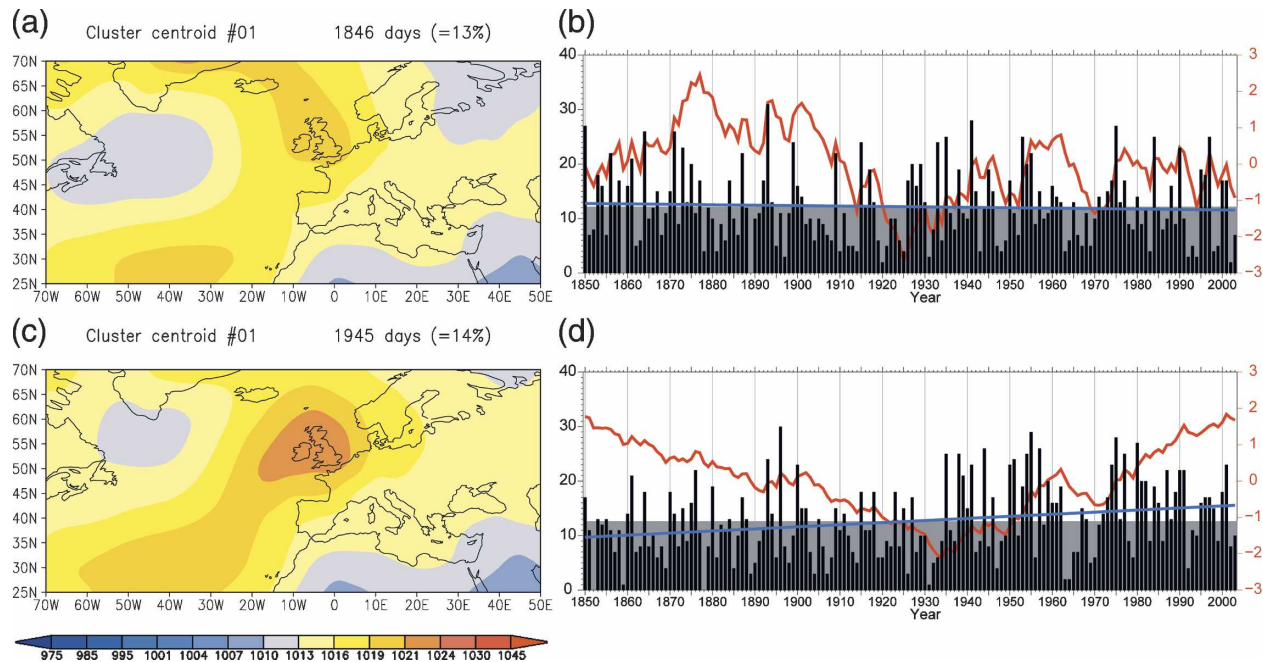 (a) Cluster centroid #01 1846 days (=13%)
70N
65N
60N
55N
50N
45N
40N
35N
30N
25N
70W 60W 50W 40W 30W 20W 10W 0 10E 20E 30E 40E 50E
(b)
40
30
20
10
0
3
2
1
0
−1
−2
−3
1850 1860 1870 1880 1890 1900 1910 1920 1930 1940 1950 1960 1970 1980 1990 2000
Year
(c) Cluster centroid #01 1945 days (=14%)
70N
65N
60N
55N
50N
45N
40N
35N
30N
25N
70W 60W 50W 40W 30W 20W 10W 0 10E 20E 30E 40E 50E
(d)
40
30
20
10
0
3
2
1
0
−1
−2
−3
1850 1860 1870 1880 1890 1900 1910 1920 1930 1940 1950 1960 1970 1980 1990 2000
Year
975 985 995 1001 1004 1007 1010 1013 1016 1019 1021 1024 1030 1045